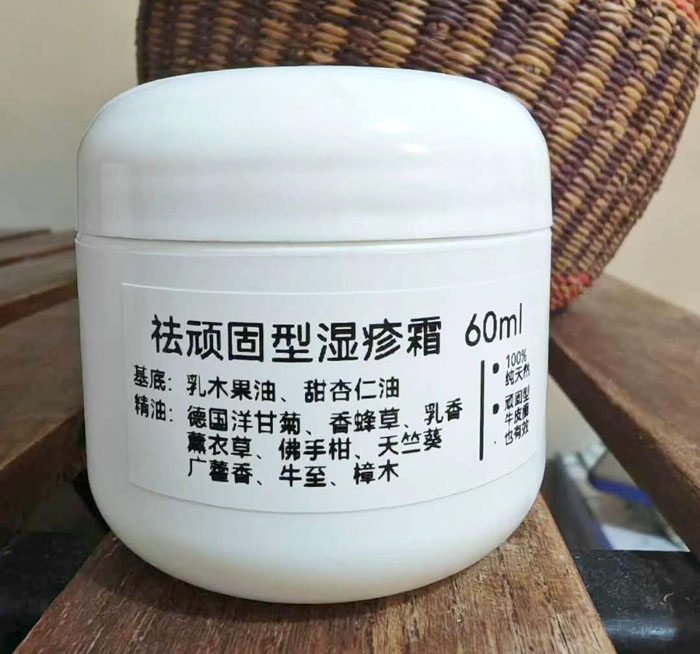 祛顽固型湿疹霜 60ml
基底：乳木果油、甜杏仁油
精油：德国洋甘菊、香蜂草、乳香
薰衣草、佛手柑、天竺葵
广藿香、牛至、樟木
• 100%
纯天然
• 顽固型
牛皮癣
也有效